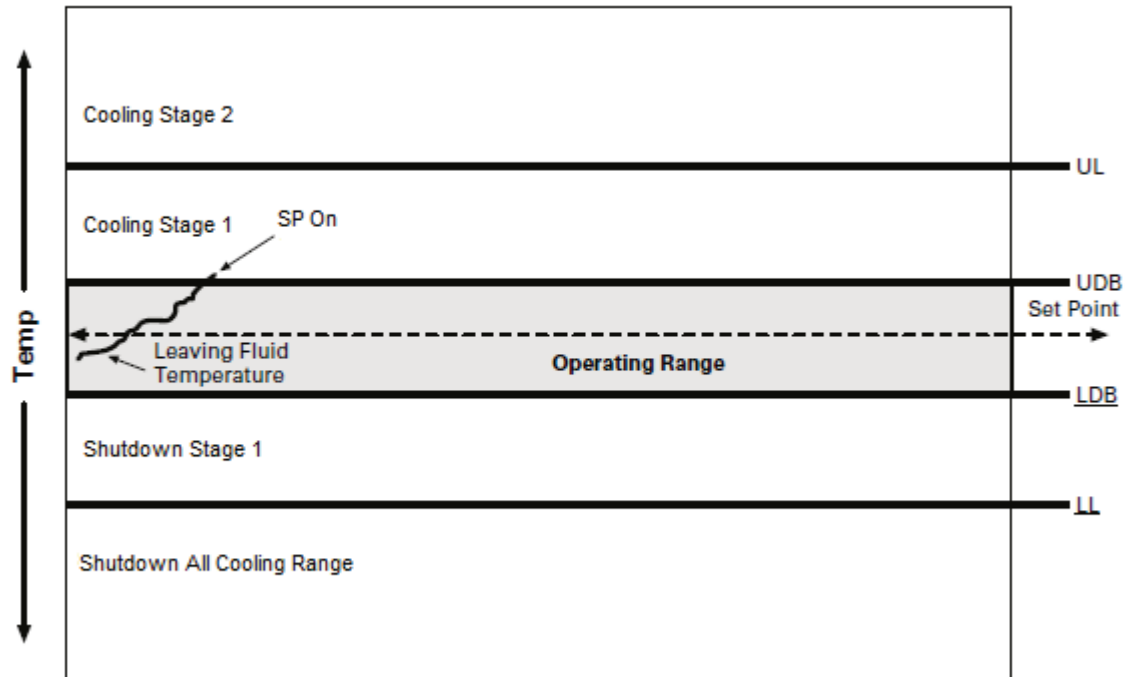 Cooling Stage 2
UL
Cooling Stage 1
SP On
UDB
Set Point
Temp
Leaving Fluid
Temperature
Operating Range
LDB
Shutdown Stage 1
LL
Shutdown All Cooling Range